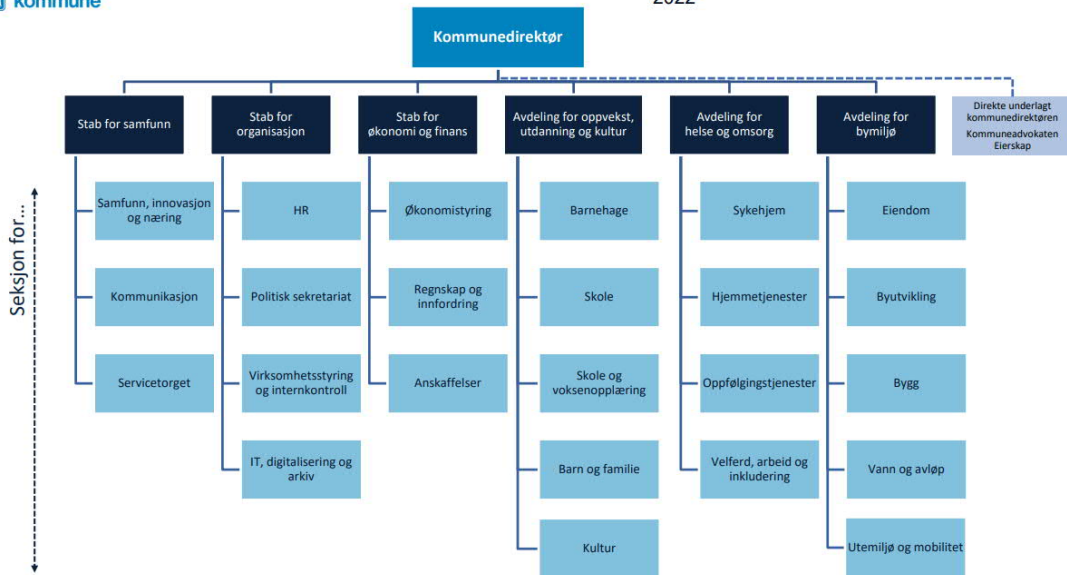 kommune
2022
Kommunedirektør
Stab for samfunn
Stab for
organisasjon
Stab for
økonomi og finans
Avdeling for oppvekst,
utdanning og kultur
Avdeling for
helse og omsorg
Avdeling for
bymiljø
Direkte underlagt
kommunedirektøren
Kommuneadvokaten
Eierskap
Seksjon for...
Samfunn, innovasjon
og næring
Kommunikasjon
Servicetorget
HR
Politisk sekretariat
Virksomhetsstyring
og internkontroll
IT, digitalisering og
arkiv
Økonomistyring
Regnskap og
innfordring
Anskaffelser
Barnehage
Skole
Skole og
voksenopplæring
Barn og familie
Kultur
Sykehjem
Hjemmetjenester
Oppfølgingstjenester
Velferd, arbeid og
inkludering
Eiendom
Byutvikling
Bygg
Vann og avløp
Utemiljø og mobilitet